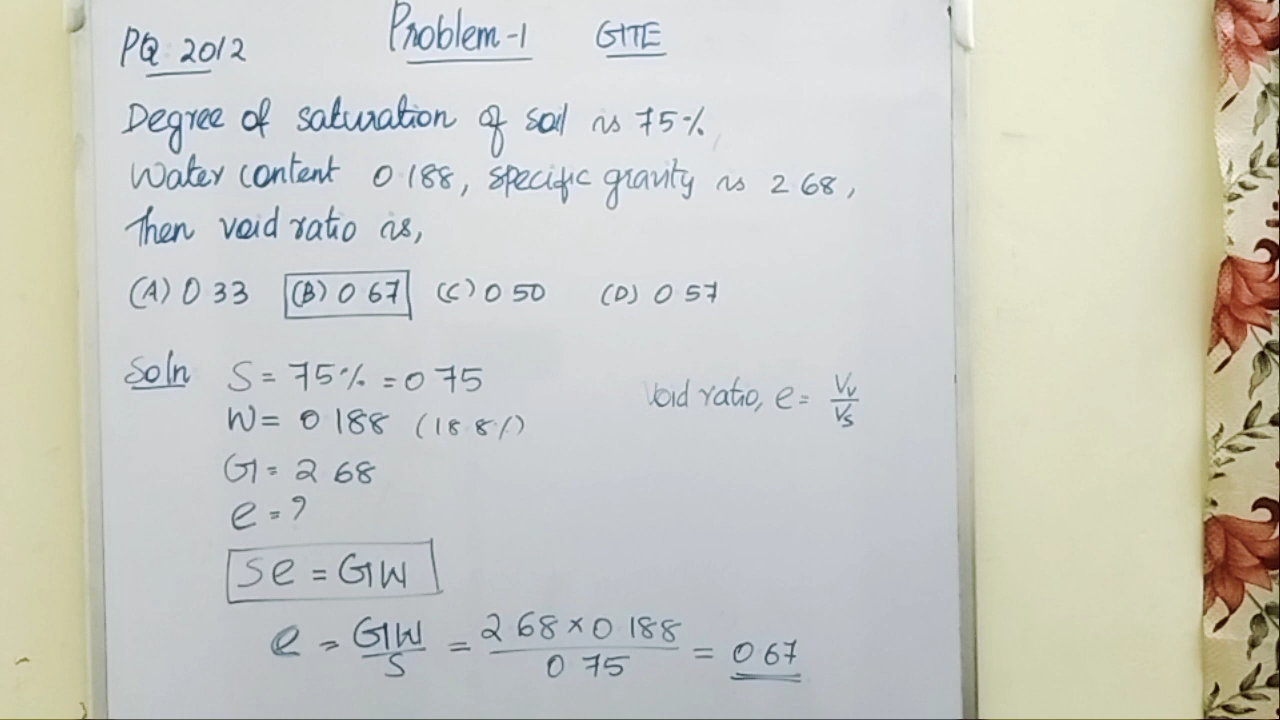 PQ 2012 Problem-1 GTE
Degree of saturation of soil is 75%
Water content 0.188, specific gravity is 2.68,
Then void ratio is,
(A) 0.33 (B) 0.67 (C) 0.50 (D) 0.57
Soln S = 75% = 0.75
Void ratio, e = Vv/Vs
W = 0.188 (18.8%)
G = 2.68
e = ?
Se = GW
e = GW/S = 2.68 × 0.188/0.75 = 0.67